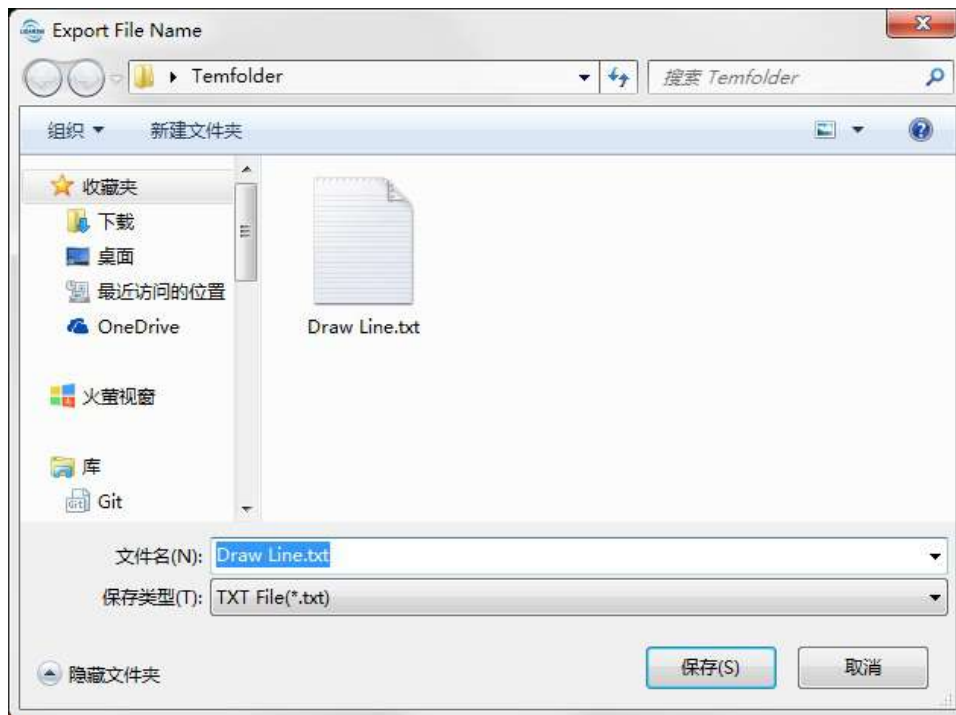 Export File Name
Temfolder
搜索 Temfolder
组织
新建文件夹
收藏夹
下载
桌面
最近访问的位置
OneDrive
Draw Line.txt
火萤视窗
库
Git
文件名(N): Draw Line.txt
保存类型(T): TXT File(*.txt)
隐藏文件夹
保存(S)
取消